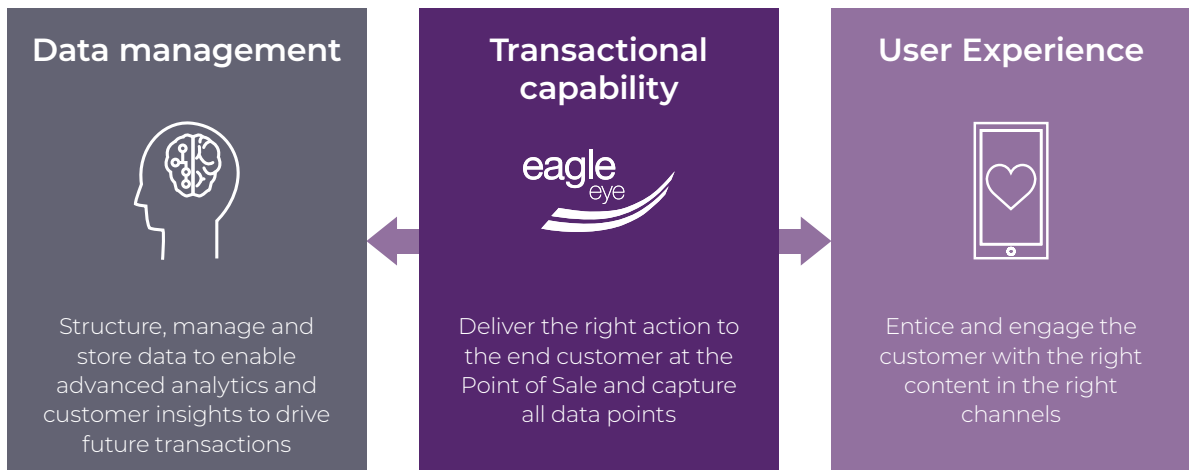 Data management
Structure, manage and
store data to enable
advanced analytics and
customer insights to drive
future transactions
Transactional
capability
eagle
eye
Deliver the right action to
the end customer at the
Point of Sale and capture
all data points
User Experience
Entice and engage the
customer with the right
content in the right
channels